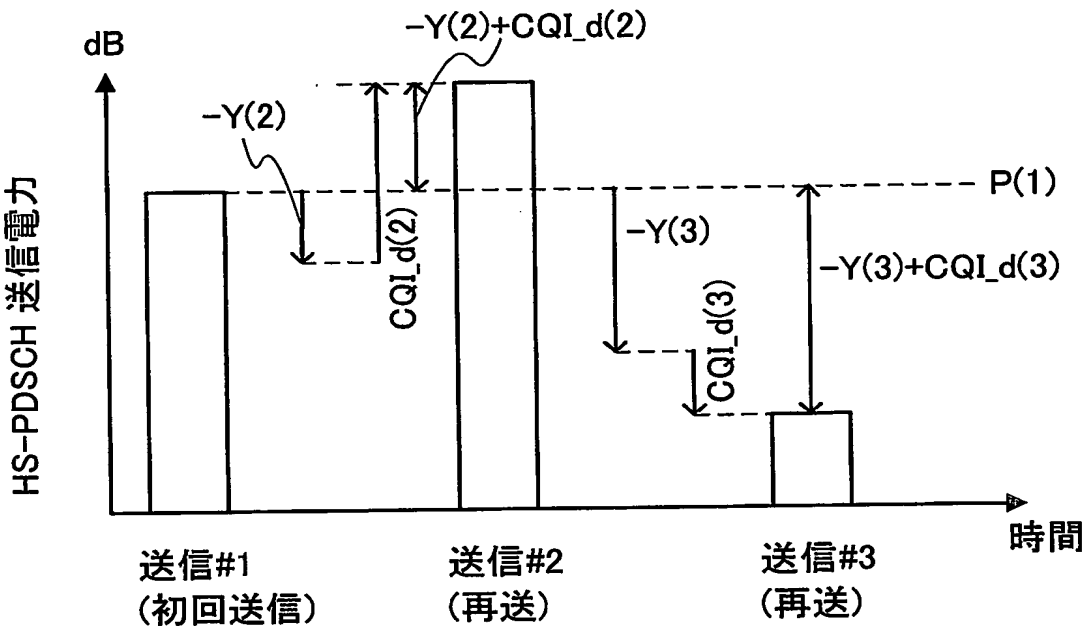 -Y(2)+CQI_d(2)
dB
-Y(2)
P(1)
CQI_d(2)
-Y(3)
-Y(3)+CQI_d(3)
CQI_d(3)
HS-PDSCH 送信電力
時間
送信#1
(初回送信)
送信#2
(再送)
送信#3
(再送)